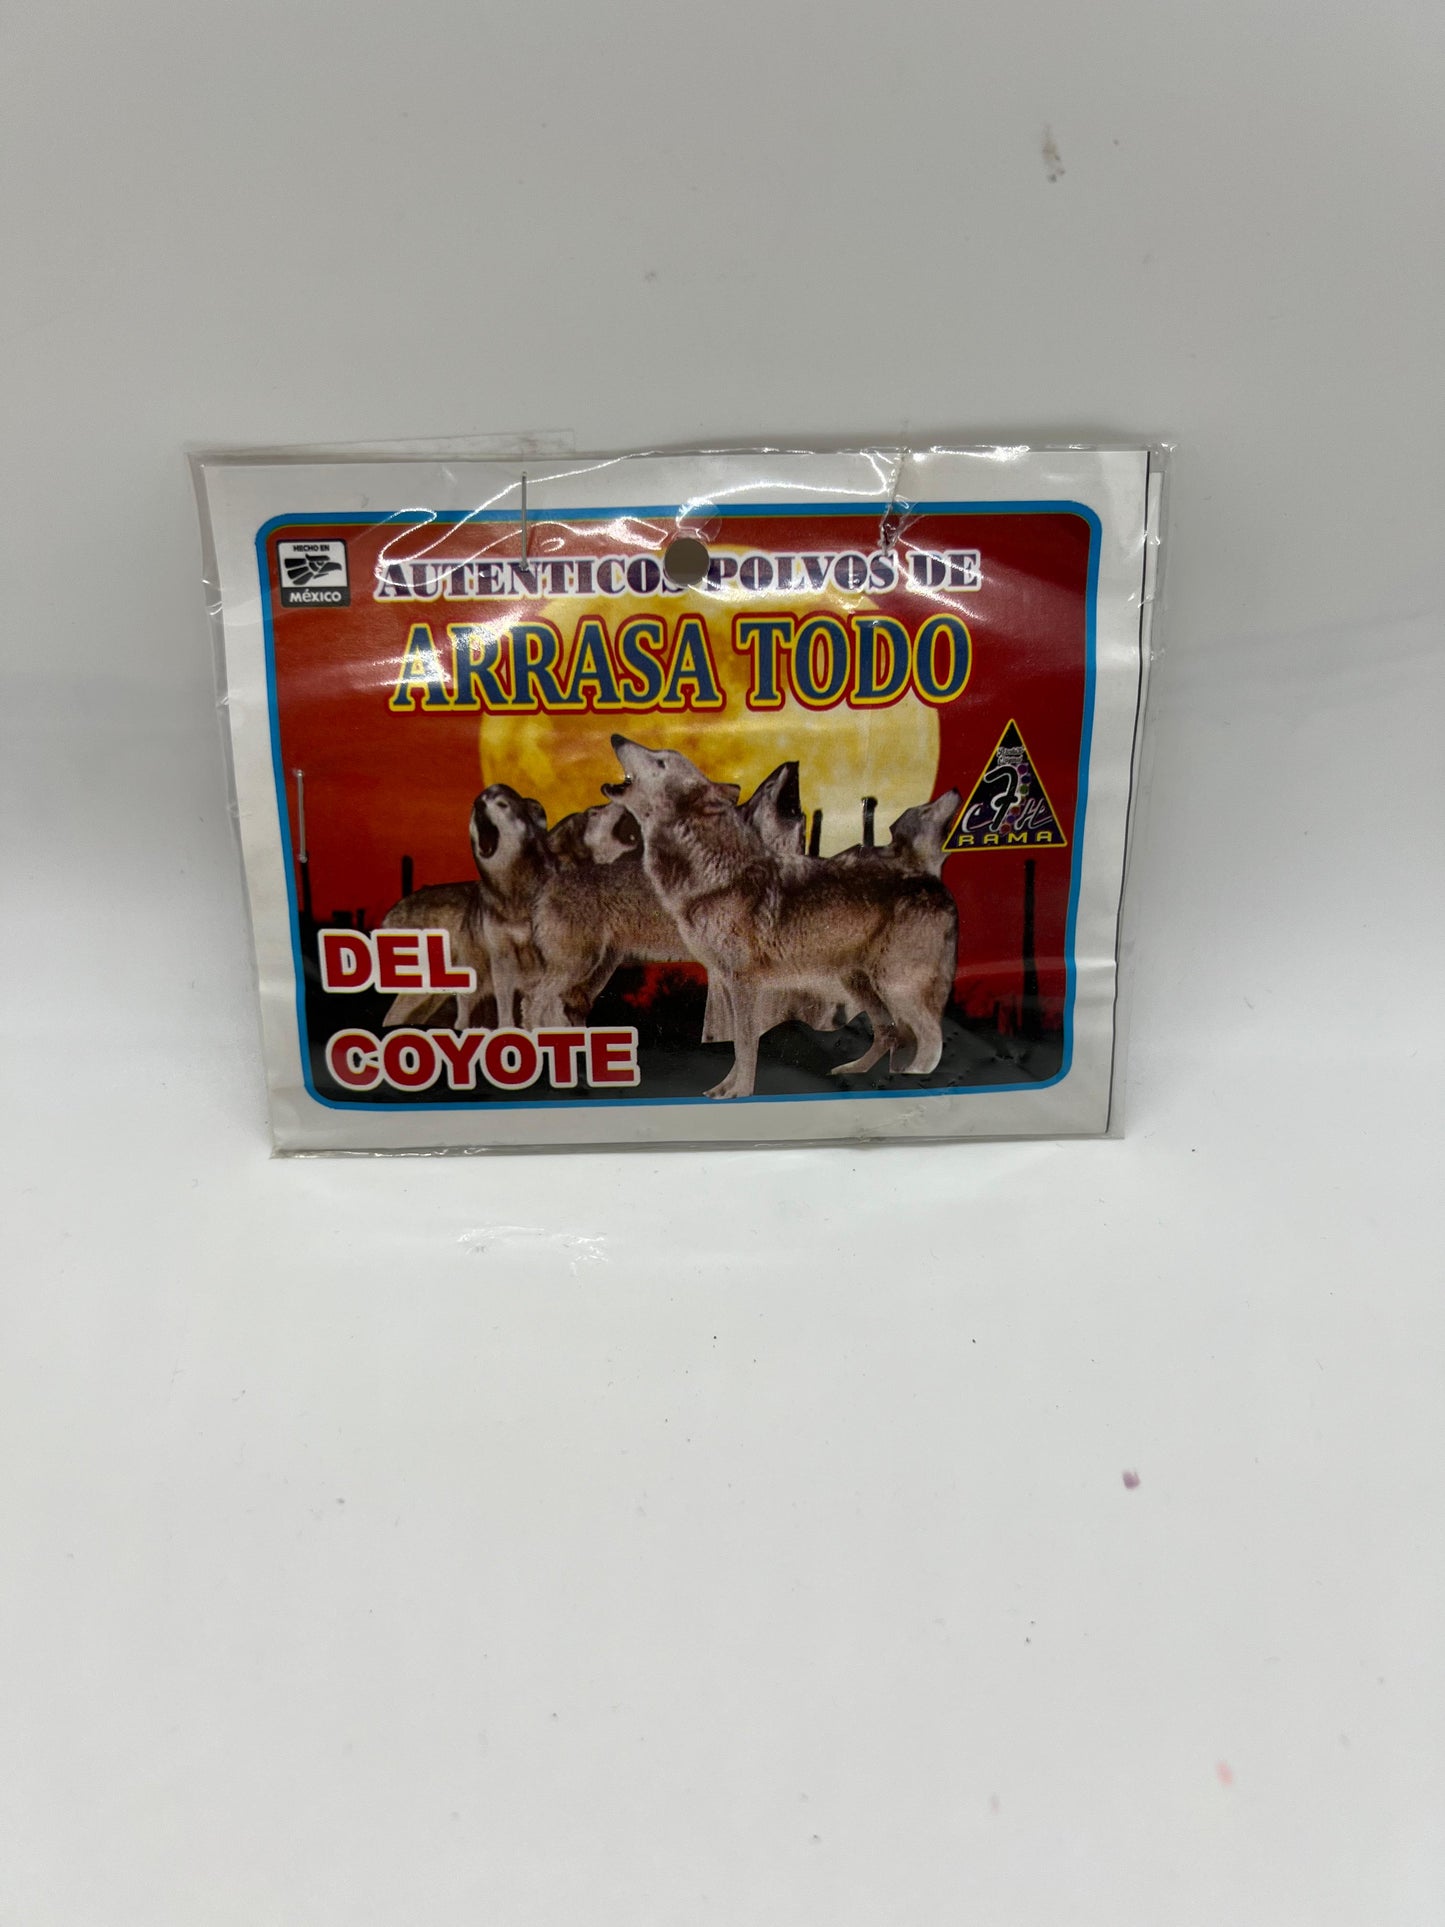 HECHO EN
MÉXICO
AUTENTICOS POLVOS DE
ARRASA TODO
RAMA
DEL
COYOTE